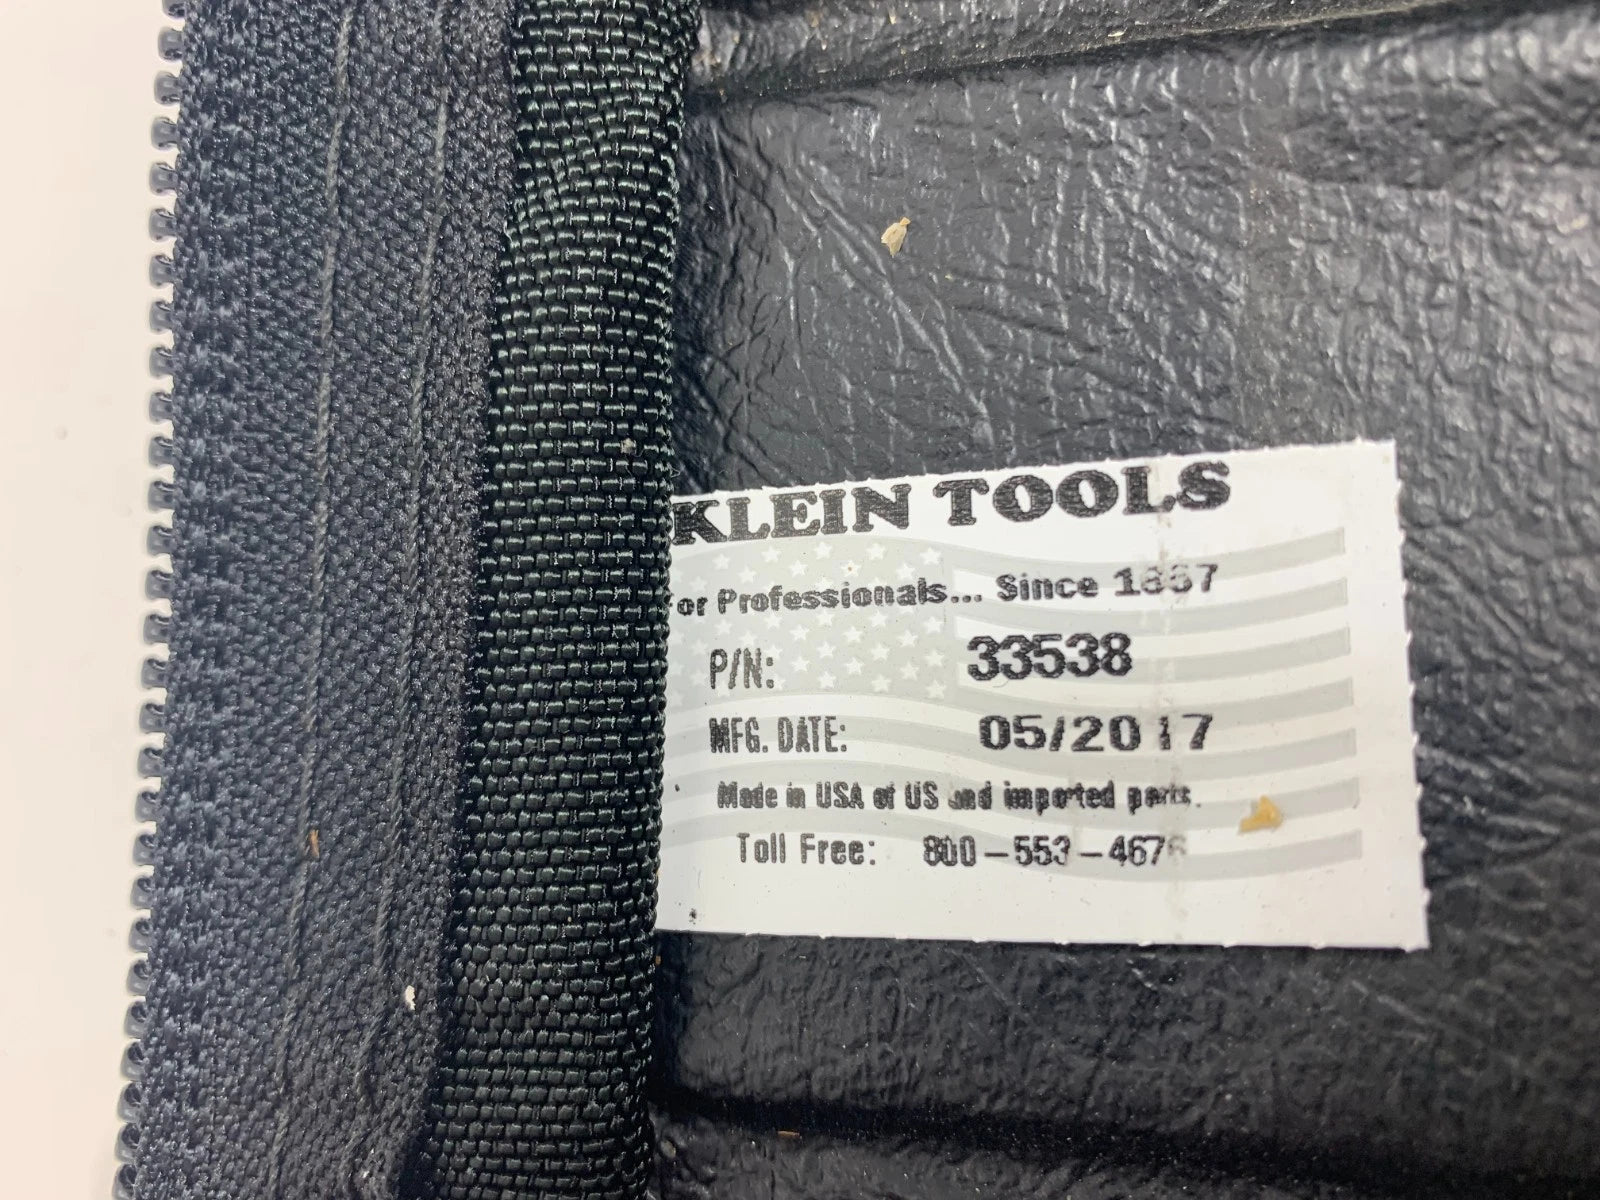 KLEIN TOOLS
or Professionals... Since 1857
P/N: 33538
MFG. DATE: 05/2017
Made in USA of US and imported parts.
Toll Free: 800-553-4676